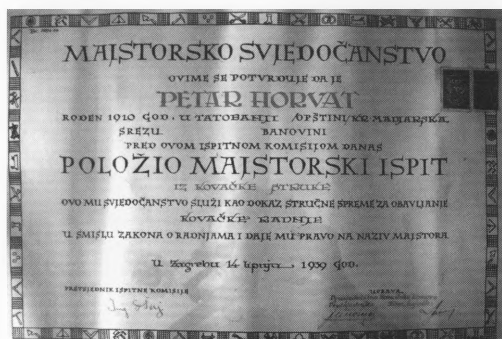 MAJSTORSKO SVJEDOČANSTVO
OVIME SE POTVRĐUJE DA JE
PETAR HORVAT
ROĐEN 1910 GOD. U TATOBANJI OPŠTINI KR. MAĐARSKA
SREZU BANOVINI
PRED OVOM ISPITNOM KOMISIJOM DANAS
POLOŽIO MAJSTORSKI ISPIT
IZ KOVAČKE STRUKE
OVO MU SVJEDOČANSTVO SLUŽI KAO DOKAZ STRUČNE SPREME ZA OBAVLJANJE
KOVAČKE RADNJE
U SMISLU ZAKONA O RADNJAMA I DAJE MU PRAVO NA NAZIV MAJSTORA
U Zagrebu 14 lipnja 1939 GOD.
PRETSJEDNIK ISPITNE KOMISIJE
UPRAVA